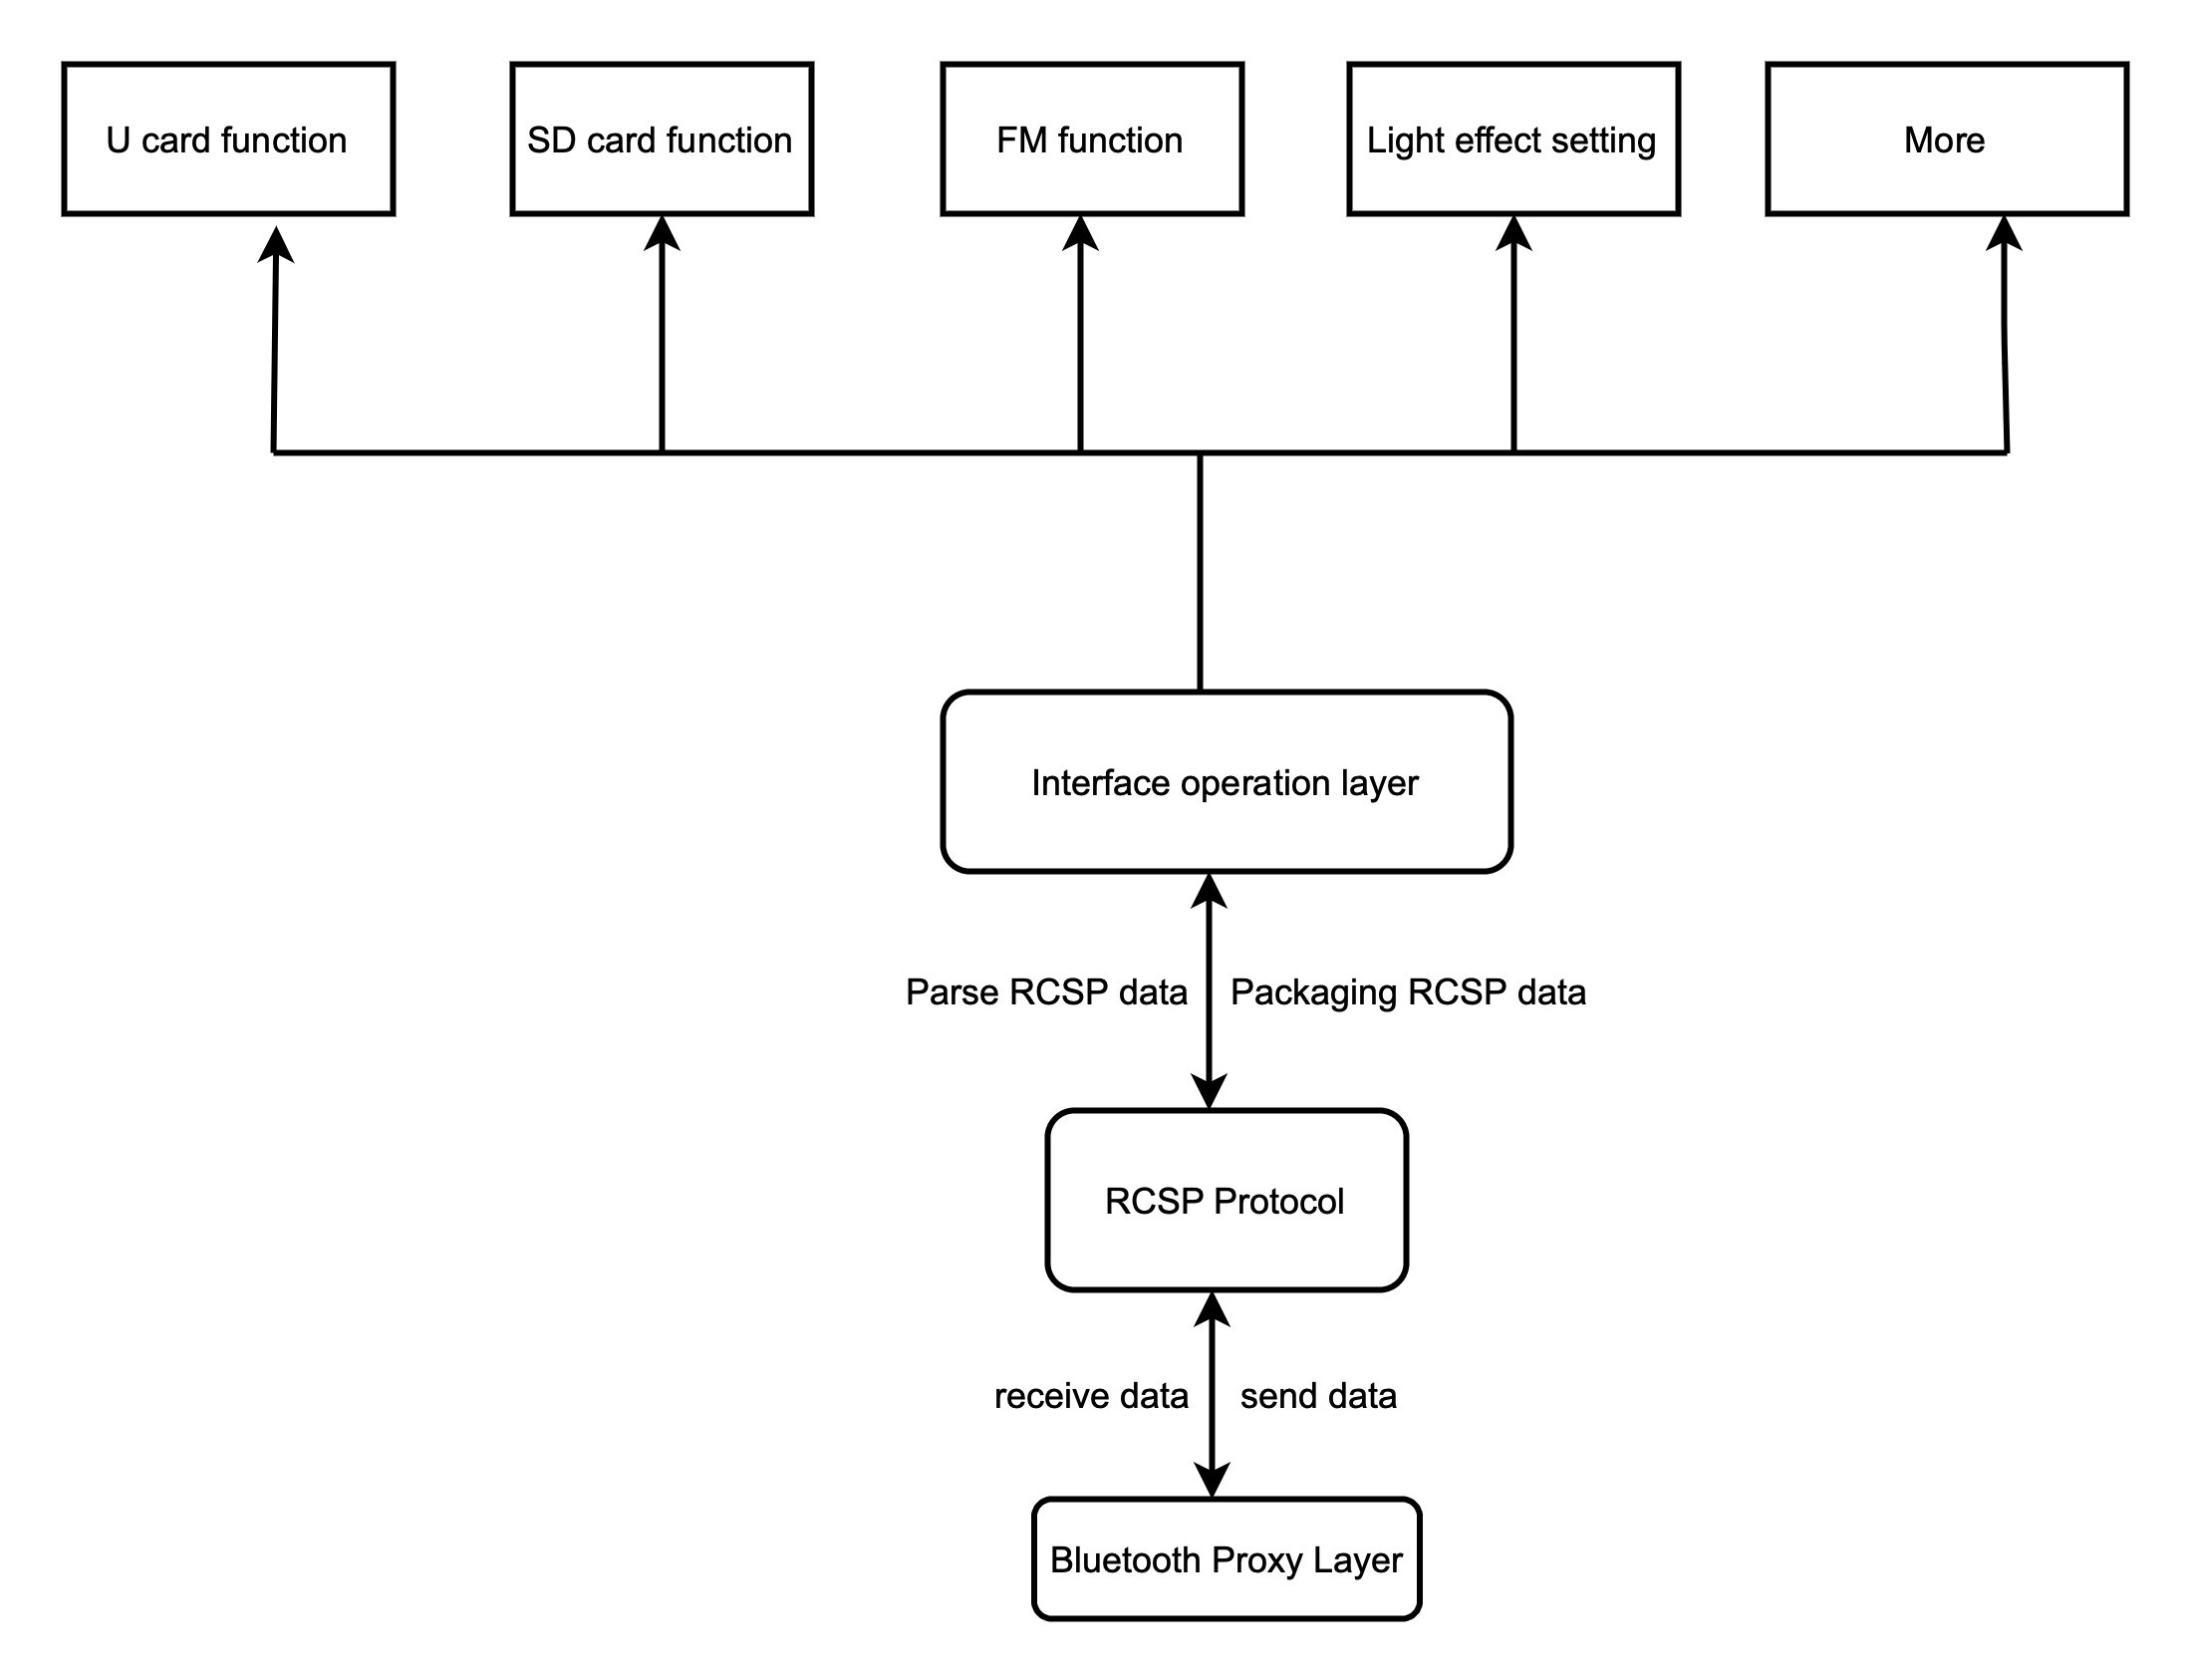 U card function
SD card function
FM function
Light effect setting
More
Interface operation layer
Parse RCSP data
Packaging RCSP data
RCSP Protocol
receive data
send data
Bluetooth Proxy Layer